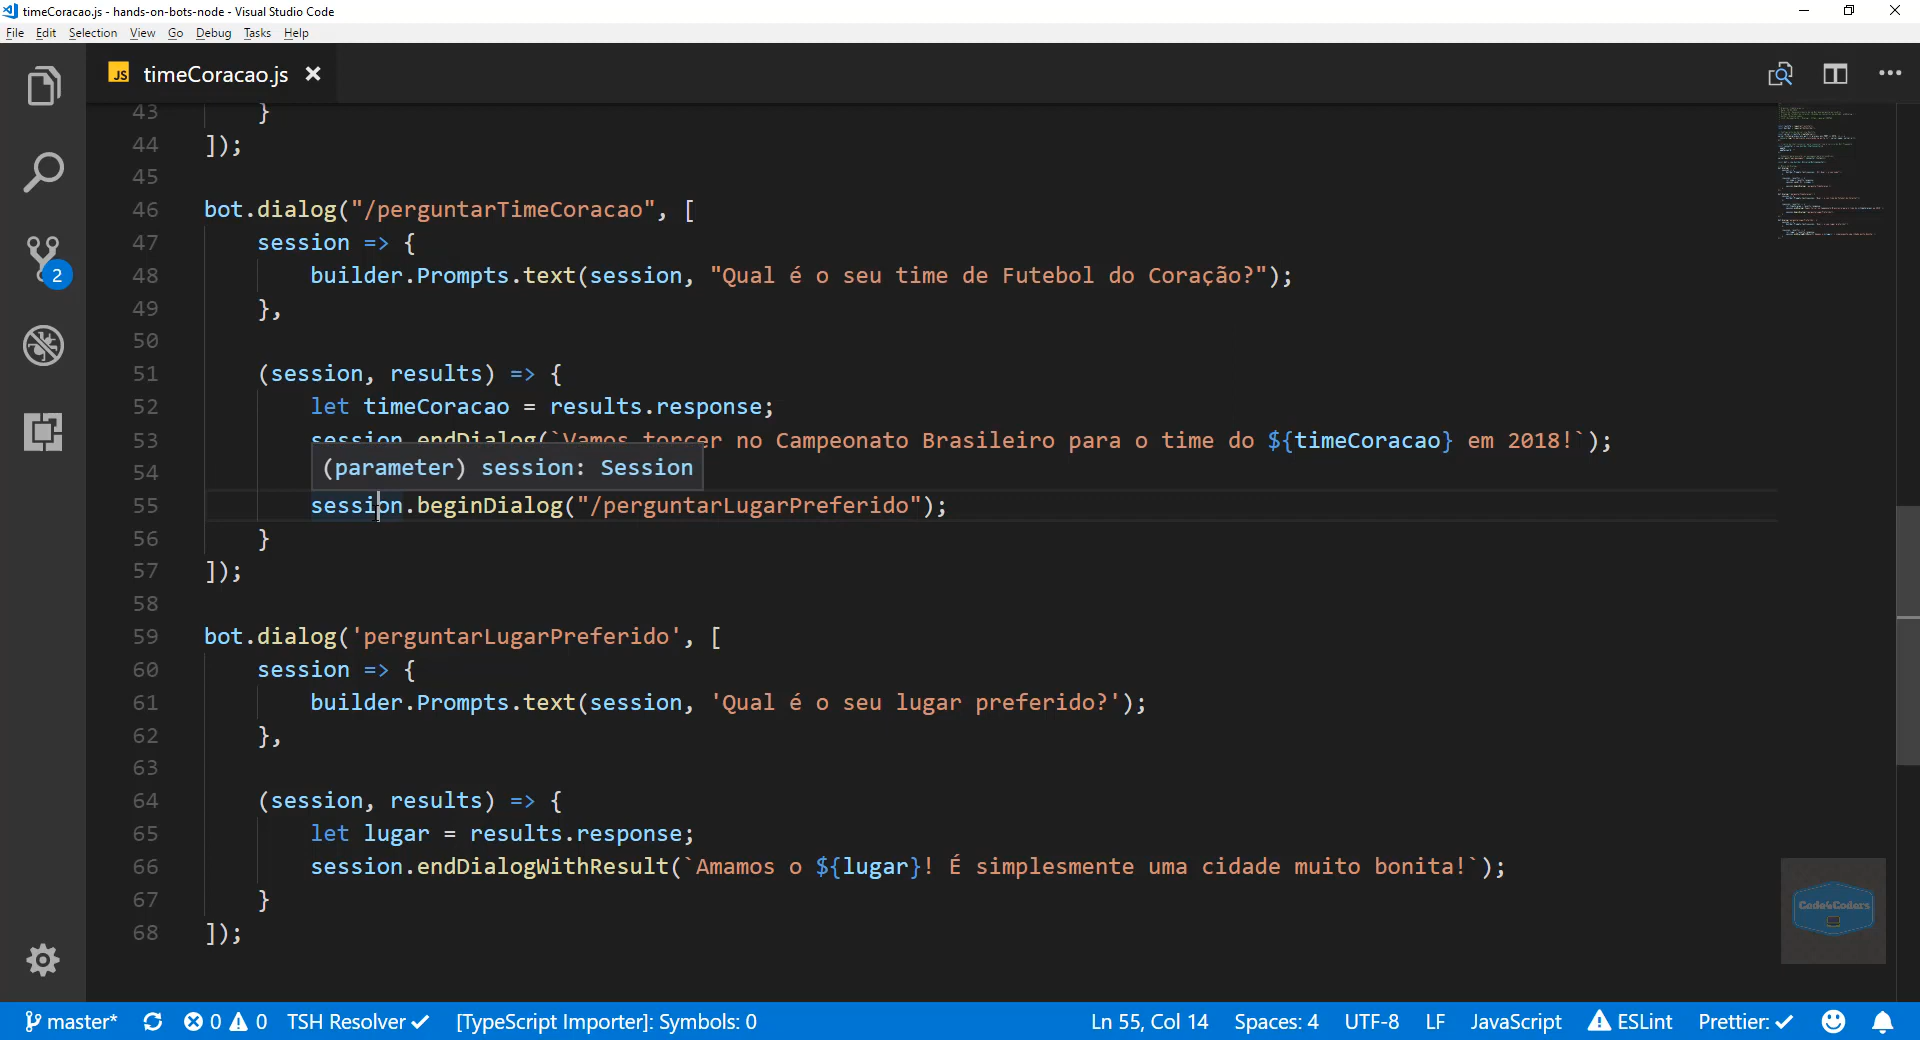 timeCoracao.js - hands-on-bots-node - Visual Studio Code
File Edit Selection View Go Debug Tasks Help
JS timeCoracao.js
43 }
44 ]);
45
46 bot.dialog("/perguntarTimeCoracao", [
47 session => {
48 builder.Prompts.text(session, "Qual é o seu time de Futebol do Coração?");
49 },
50
51 (session, results) => {
52 let timeCoracao = results.response;
53 session.endDialog(`Vamos torcer no Campeonato Brasileiro para o time do ${timeCoracao} em 2018!`);
54 (parameter) session: Session
55 session.beginDialog("/perguntarLugarPreferido");
56 }
57 ]);
58
59 bot.dialog('perguntarLugarPreferido', [
60 session => {
61 builder.Prompts.text(session, 'Qual é o seu lugar preferido?');
62 },
63
64 (session, results) => {
65 let lugar = results.response;
66 session.endDialogWithResult(`Amamos o ${lugar}! É simplesmente uma cidade muito bonita!`);
67 }
68 ]);
2
Code4Coders
master* 0 0 TSH Resolver [TypeScript Importer]: Symbols: 0 Ln 55, Col 14 Spaces: 4 UTF-8 LF JavaScript ESLint Prettier: